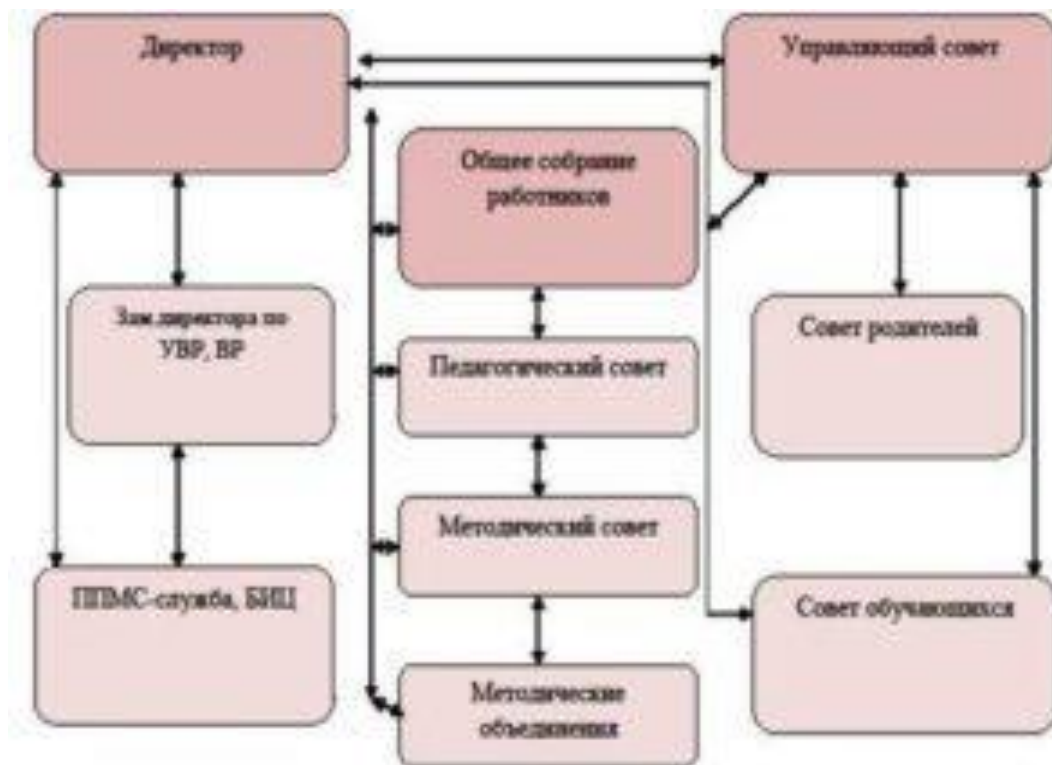 Директор
Управляющий совет
Общее собрание
работников
Зам.директора по
УВР, ВР
Совет родителей
Педагогический совет
Методический совет
ППМС-служба, БИЦ
Совет обучающихся
Методические
объединения